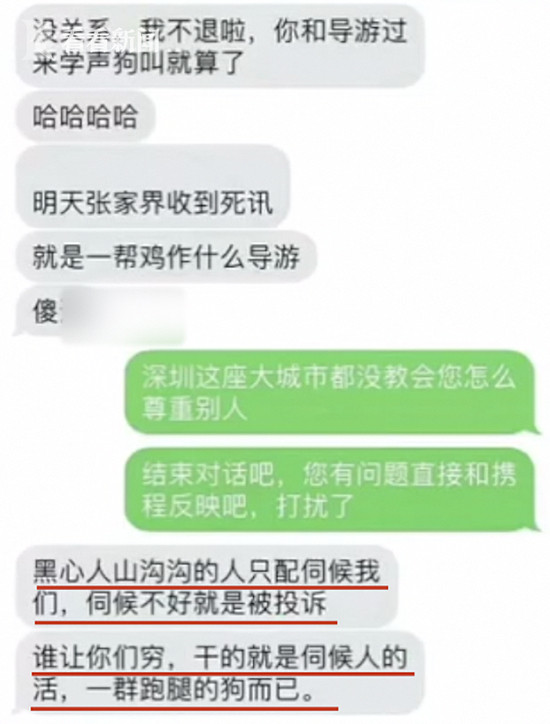 没关系，我不退啦，你和导游过
来学声狗叫就算了
看看新闻
哈哈哈哈
明天张家界收到死讯
就是一帮鸡作什么导游
傻
深圳这座大城市都没教会您怎么
尊重别人
结束对话吧，您有问题直接和携
程反映吧，打扰了
黑心人山沟沟的人只配伺候我
们，伺候不好就是被投诉
谁让你们穷，干的就是伺候人的
活，一群跑腿的狗而已。